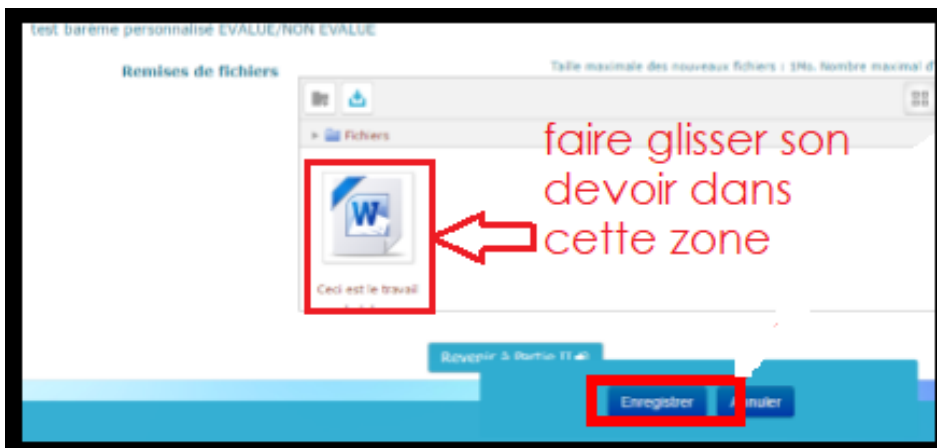 test barème personnalisé EVALUE/NON EVALUE
Remises de fichiers
Taille maximale des nouveaux fichiers : 1Mo. Nombre maximal d'
Fichiers
faire glisser son
devoir dans
cette zone
W
Ceci est le travail
Revenir à Partie II
Enregistrer
Annuler